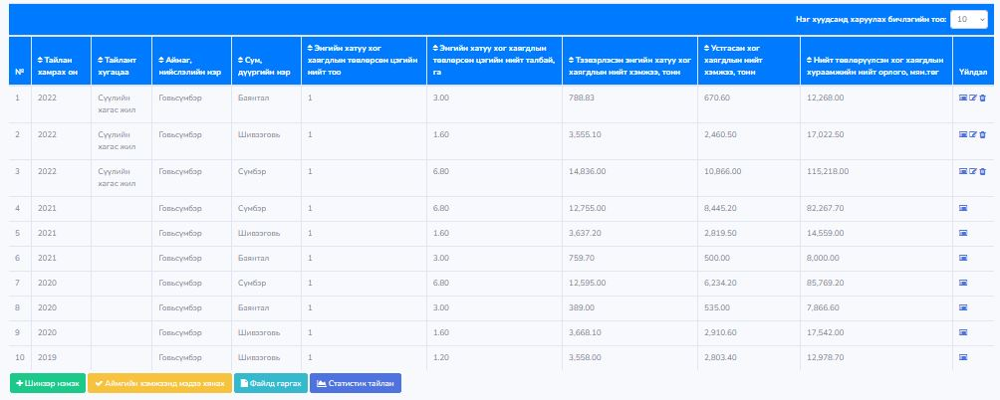 Нэг хуудсанд харуулах бичлэгийн тоо: 10
№ Тайлан хамрах он Тайлант хугацаа Аймаг, нийслэлийн нэр Сум, дүүргийн нэр Энгийн хатуу хог хаягдлын төвлөрсөн цэгийн нийт тоо Энгийн хатуу хог хаягдлын төвлөрсөн цэгийн нийт талбай, га Тээвэрлэсэн энгийн хатуу хог хаягдлын нийт хэмжээ, тонн Устгасан хог хаягдлын нийт хэмжээ, тонн Нийт төвлөрүүлсэн хог хаягдлын хураамжийн нийт орлого, мян.төг Үйлдэл
1 2022 Сүүлийн хагас жил Говьсүмбэр Баянтал 1 3.00 788.83 670.60 12,268.00
2 2022 Сүүлийн хагас жил Говьсүмбэр Шивээговь 1 1.60 3,555.10 2,460.50 17,022.50
3 2022 Сүүлийн хагас жил Говьсүмбэр Сүмбэр 1 6.80 14,836.00 10,866.00 115,218.00
4 2021 Говьсүмбэр Сүмбэр 1 6.80 12,755.00 8,445.20 82,267.70
5 2021 Говьсүмбэр Шивээговь 1 1.60 3,637.20 2,819.50 14,559.00
6 2021 Говьсүмбэр Баянтал 1 3.00 759.70 500.00 8,000.00
7 2020 Говьсүмбэр Сүмбэр 1 6.80 12,595.00 6,234.20 85,769.20
8 2020 Говьсүмбэр Баянтал 1 3.00 389.00 535.00 7,866.60
9 2020 Говьсүмбэр Шивээговь 1 1.60 3,668.10 2,910.60 17,542.00
10 2019 Говьсүмбэр Шивээговь 1 1.20 3,558.00 2,803.40 12,978.70
Шинээр нэмэх Аймгийн хэмжээнд мэдээ хянах Файлд гаргах Статистик тайлан